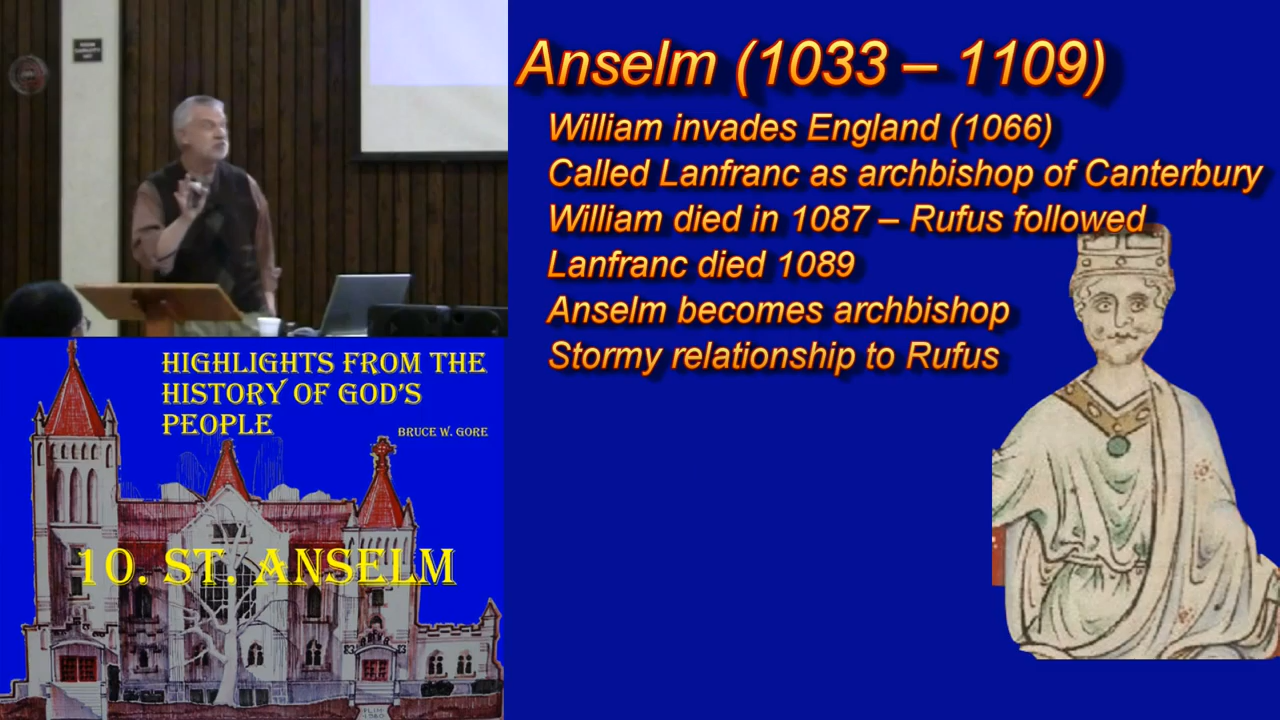 Anselm (1033 – 1109)
William invades England (1066)
Called Lanfranc as archbishop of Canterbury
William died in 1087 – Rufus followed
Lanfranc died 1089
Anselm becomes archbishop
Stormy relationship to Rufus
HIGHLIGHTS FROM THE
HISTORY OF GOD'S
PEOPLE
BRUCE W. GORE
10. ST. ANSELM